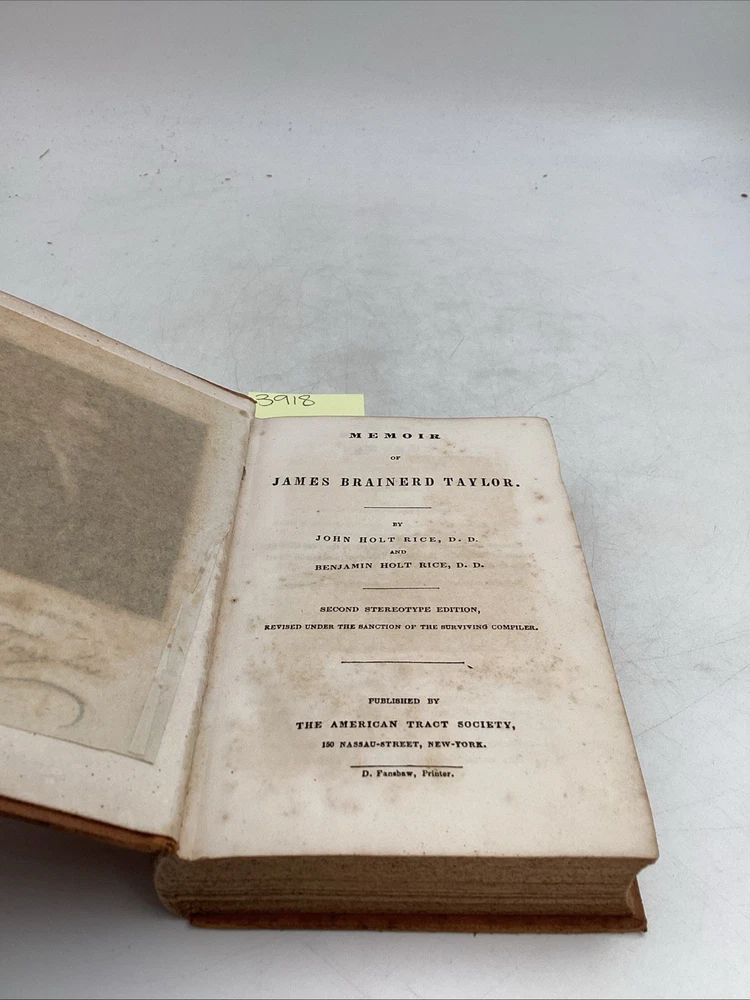 3918
MEMOIR
OF
JAMES BRAINERD TAYLOR.
BY
JOHN HOLT RICE, D. D.
AND
BENJAMIN HOLT RICE, D. D.
SECOND STEREOTYPE EDITION,
REVISED UNDER THE SANCTION OF THE SURVIVING COMPILER.
PUBLISHED BY
THE AMERICAN TRACT SOCIETY,
150 NASSAU-STREET, NEW-YORK.
D. Fanshaw, Printer.